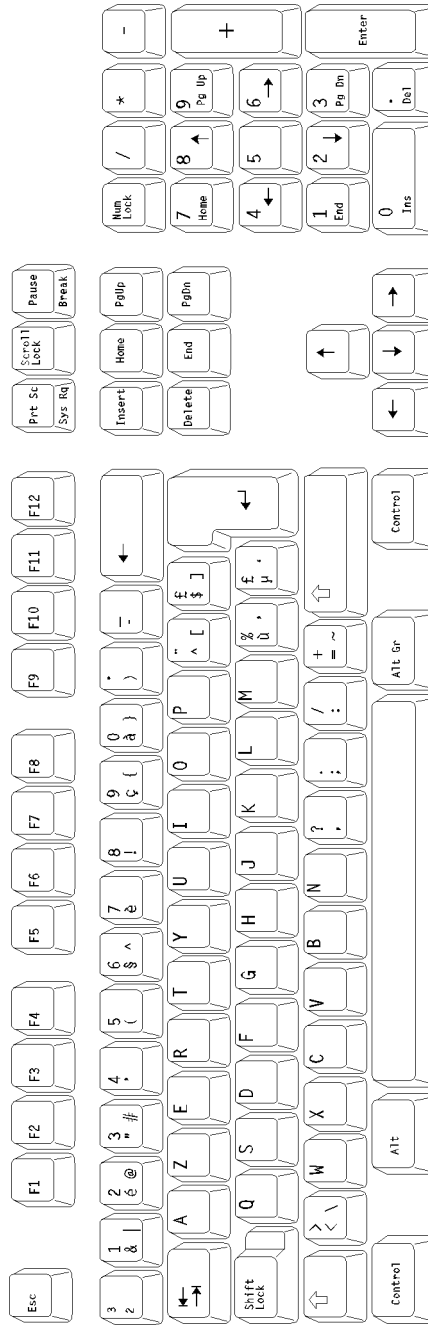 Esc F1 F2 F3 F4 F5 F6 F7 F8 F9 F10 F11 F12 Prt Sc Sys Rq Scroll Lock Pause Break
3 2 1 & | 2 é @ 3 " # 4 ' 5 ( 6 § ^ 7 è 8 ! 9 ç { 0 à } ° ) _ - ← Insert Home PgUp Num Lock / * -
A Z E R T Y U I O P ¨ ^ [ £ $ ] ↵ Delete End PgDn 7 Home 8 ↑ 9 Pg Up +
Shift Lock Q S D F G H J K L M % ù ´ £ µ ` 4 ← 5 6 →
⇧ > < \ W X C V B N ? , . ; / : + = ~ ⇧ ↑ 1 End 2 ↓ 3 Pg Dn Enter
Control Alt Alt Gr Control ← ↓ → 0 Ins . Del